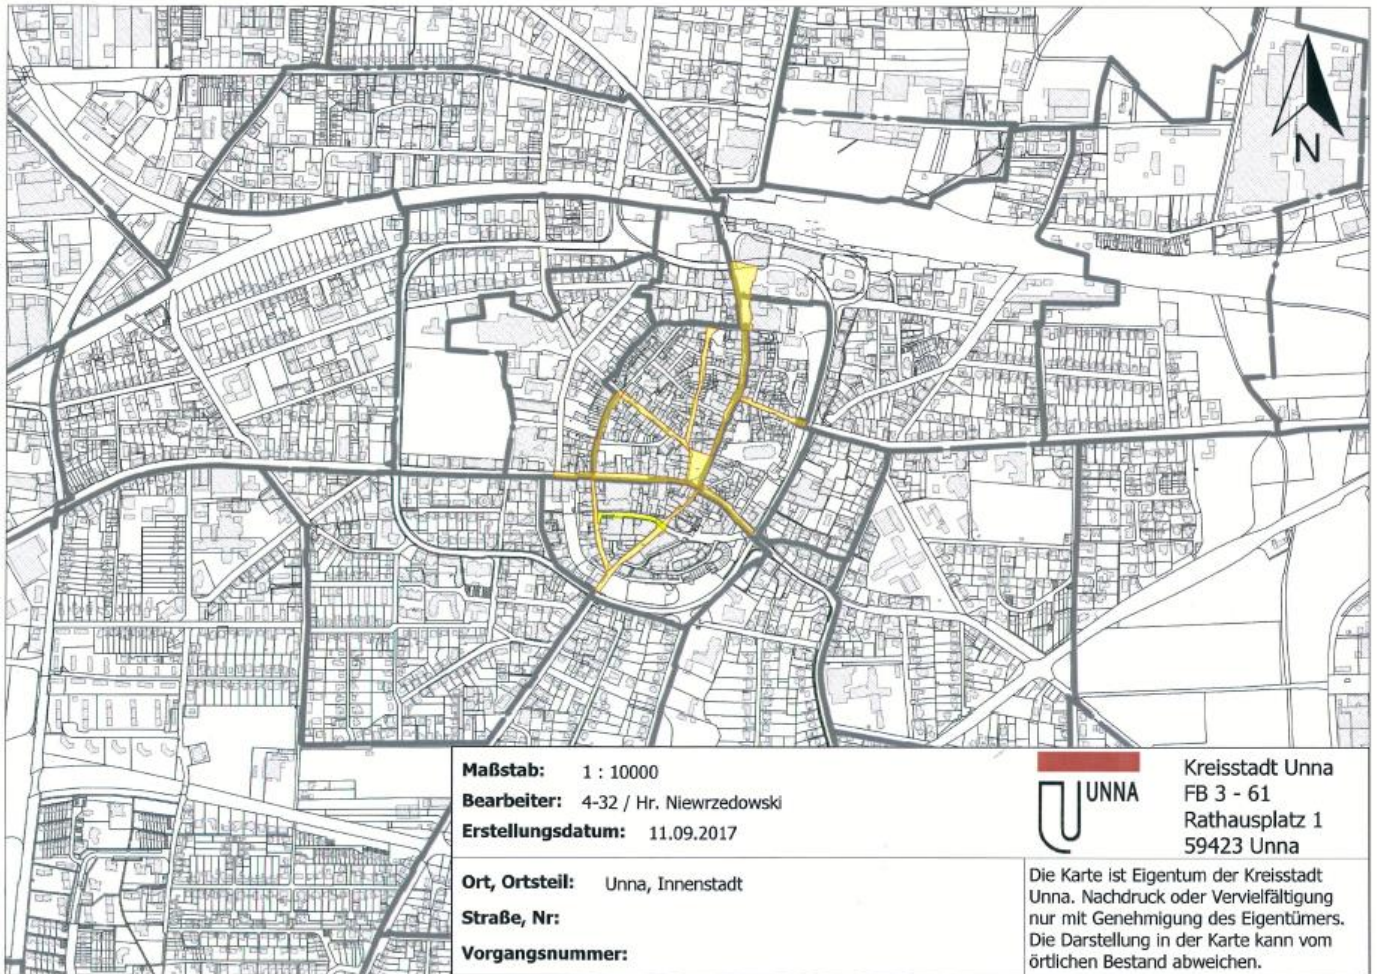 N
Maßstab: 1 : 10000
Bearbeiter: 4-32 / Hr. Niewrzedowski
Erstellungsdatum: 11.09.2017
UNNA
Kreisstadt Unna
FB 3 - 61
Rathausplatz 1
59423 Unna
Ort, Ortsteil: Unna, Innenstadt
Straße, Nr:
Vorgangsnummer:
Die Karte ist Eigentum der Kreisstadt
Unna. Nachdruck oder Vervielfältigung
nur mit Genehmigung des Eigentümers.
Die Darstellung in der Karte kann vom
örtlichen Bestand abweichen.